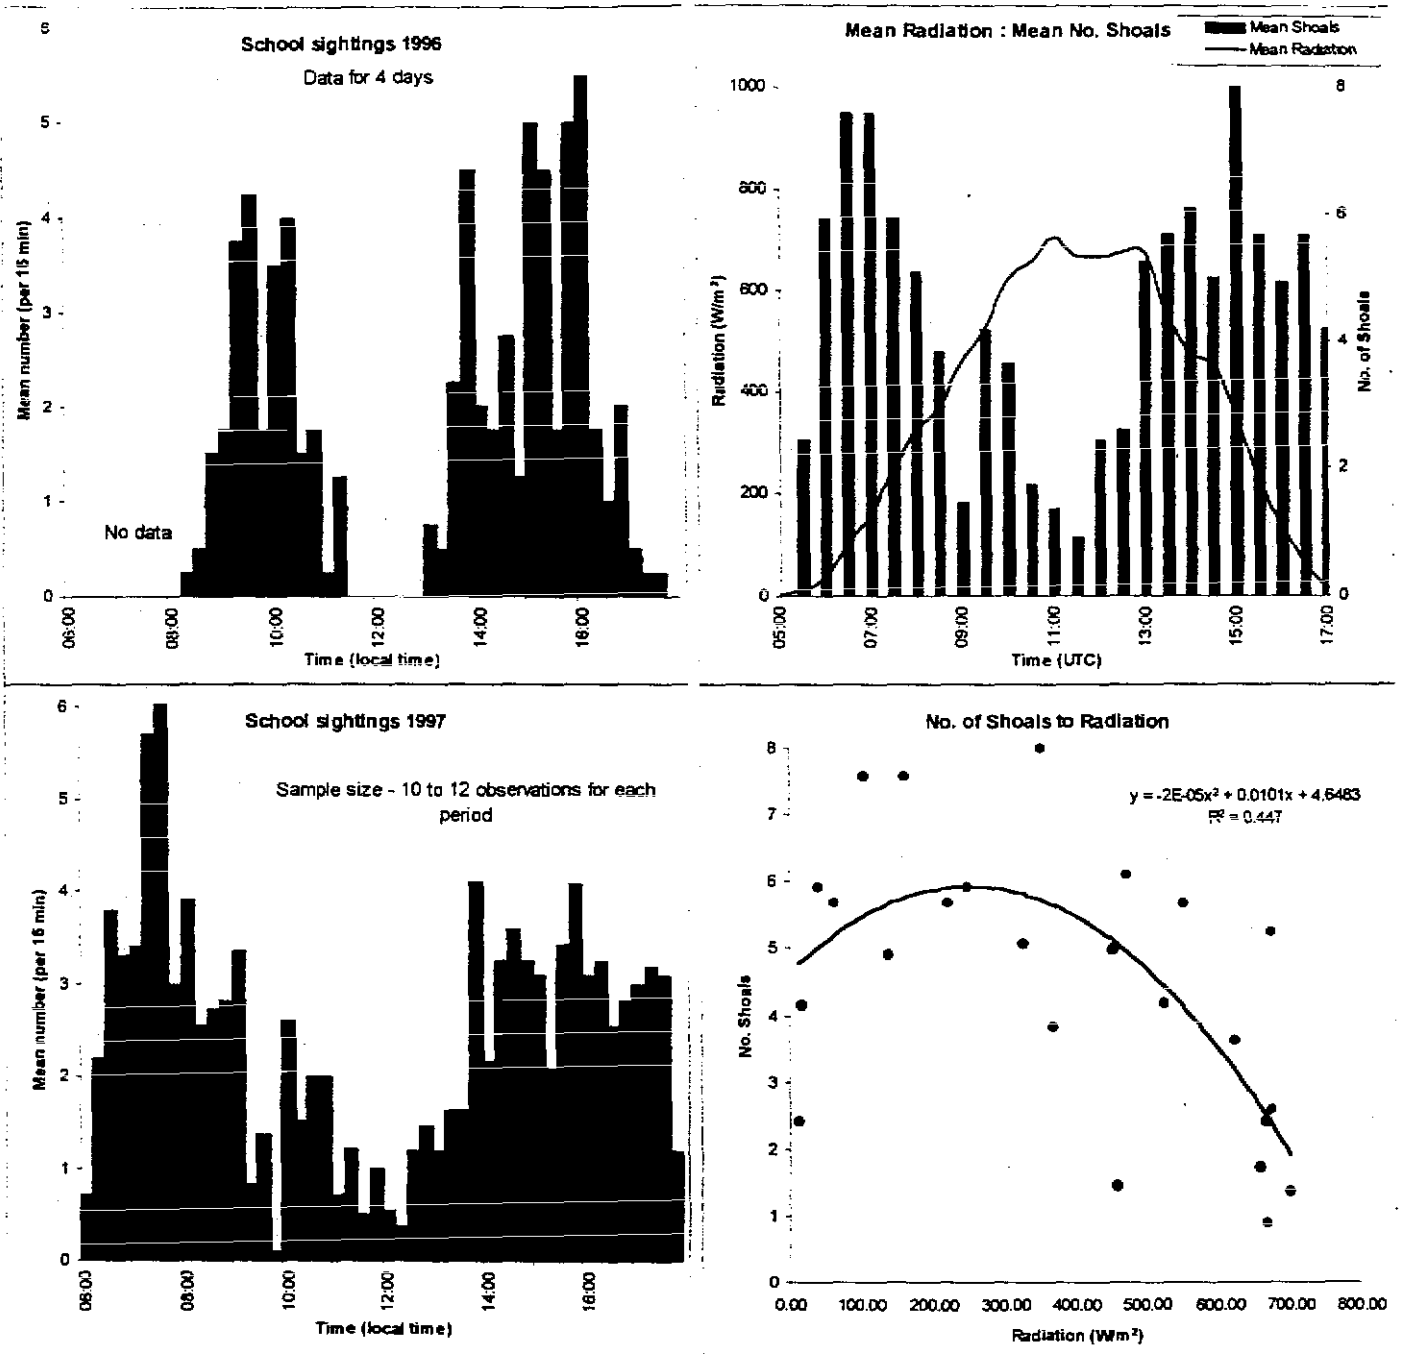 School sightings 1996
Data for 4 days
6
5
4
3
2
1
0
Mean number (per 15 min)
No data
06:00
08:00
10:00
12:00
14:00
16:00
Time (local time)
Mean Radiation : Mean No. Shoals
Mean Shoals
Mean Radiation
1000
800
600
400
200
0
Radiation (W/m²)
8
6
4
2
0
No. of Shoals
05:00
07:00
09:00
11:00
13:00
15:00
17:00
Time (UTC)
School sightings 1997
Sample size - 10 to 12 observations for each
period
6
5
4
3
2
1
0
Mean number (per 15 min)
06:00
08:00
10:00
12:00
14:00
16:00
Time (local time)
No. of Shoals to Radiation
y = -2E-05x² + 0.0101x + 4.6483
R² = 0.447
8
7
6
5
4
3
2
1
0
No. Shoals
0.00
100.00
200.00
300.00
400.00
500.00
600.00
700.00
800.00
Radiation (W/m²)